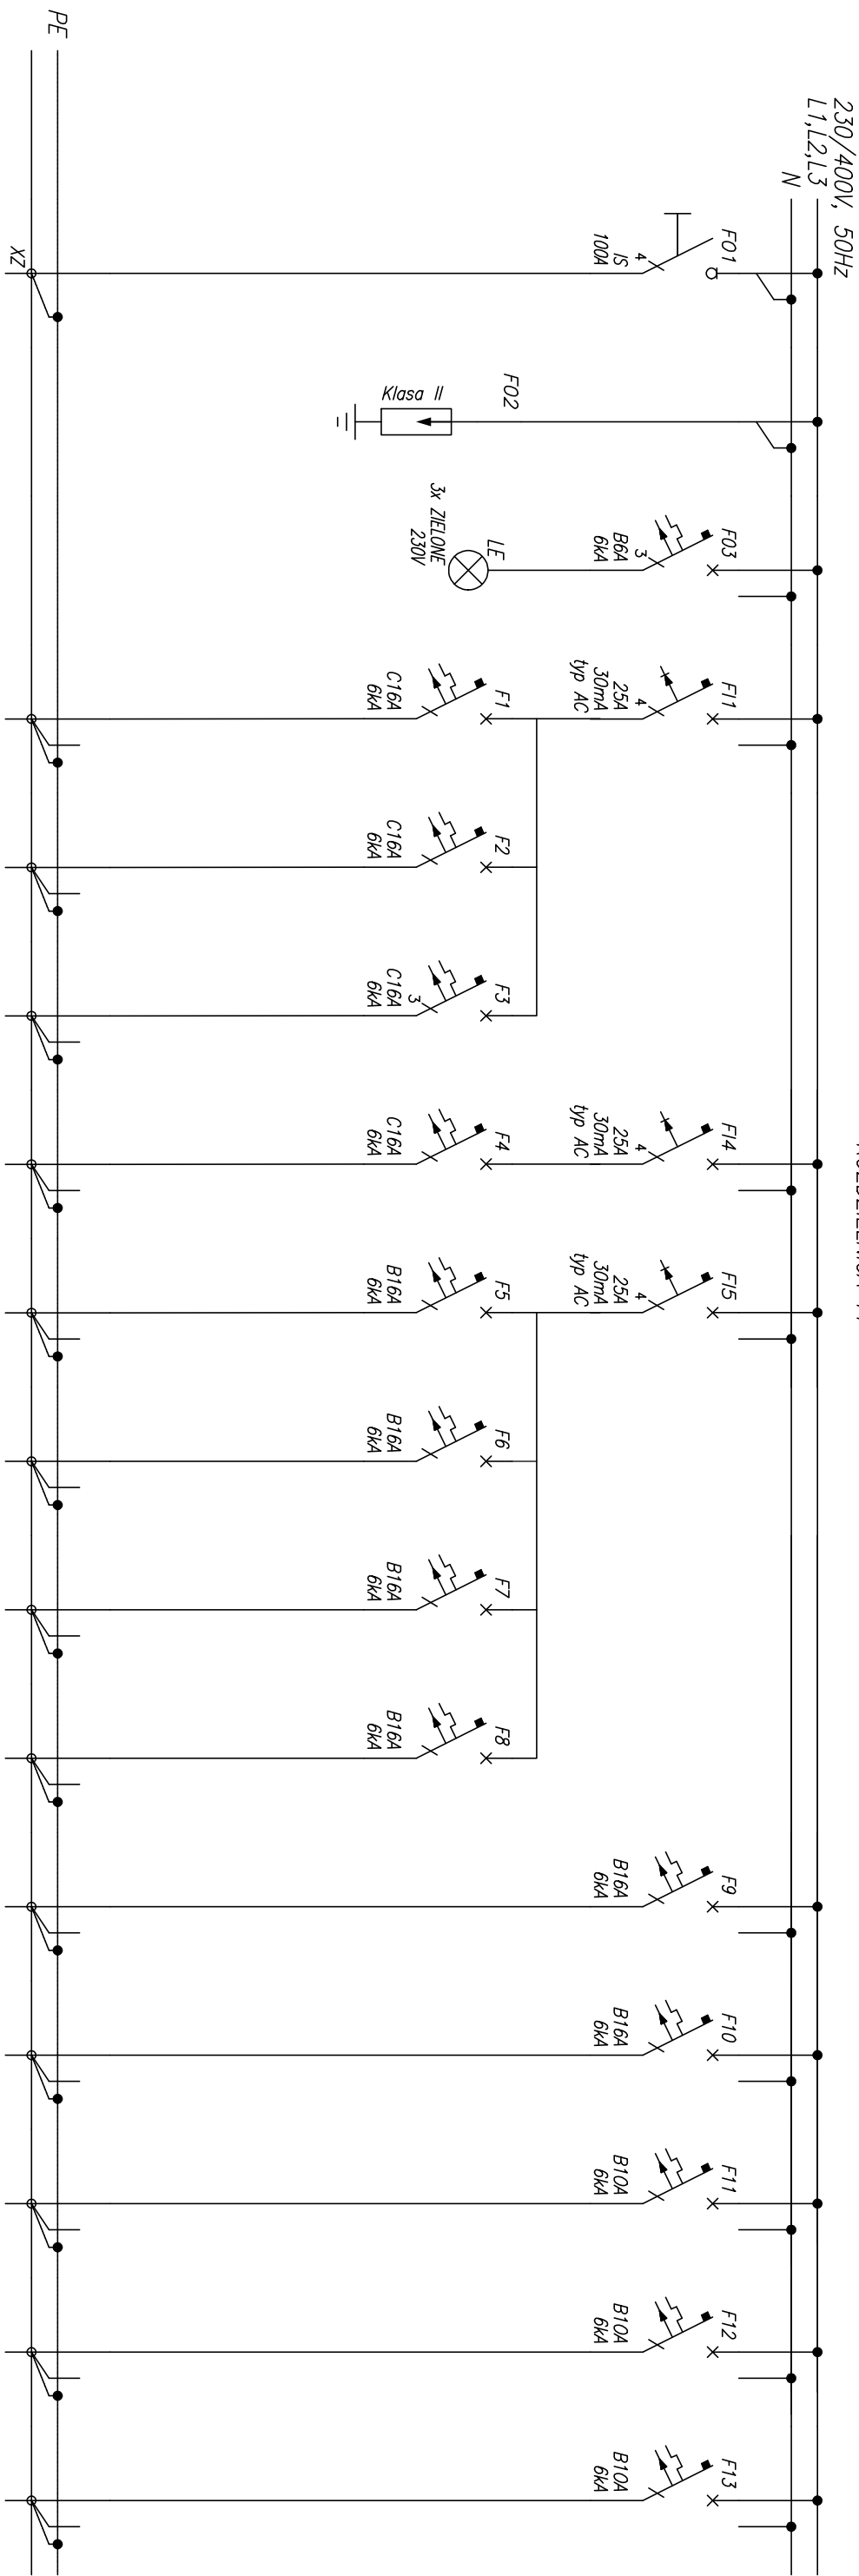 230/400V, 50Hz
L1,L2,L3
N
PE
XZ
F01
4
IS
100A
F02
Klasa II
F03
3
B6A
6kA
LE
3x ZIELONE
230V
FI1
4
25A
30mA
typ AC
F1
C16A
6kA
F2
C16A
6kA
F3
3
C16A
6kA
FI4
4
25A
30mA
typ AC
F4
C16A
6kA
FI5
4
25A
30mA
typ AC
F5
B16A
6kA
F6
B16A
6kA
F7
B16A
6kA
F8
B16A
6kA
F9
B16A
6kA
F10
B16A
6kA
F11
B10A
6kA
F12
B10A
6kA
F13
B10A
6kA